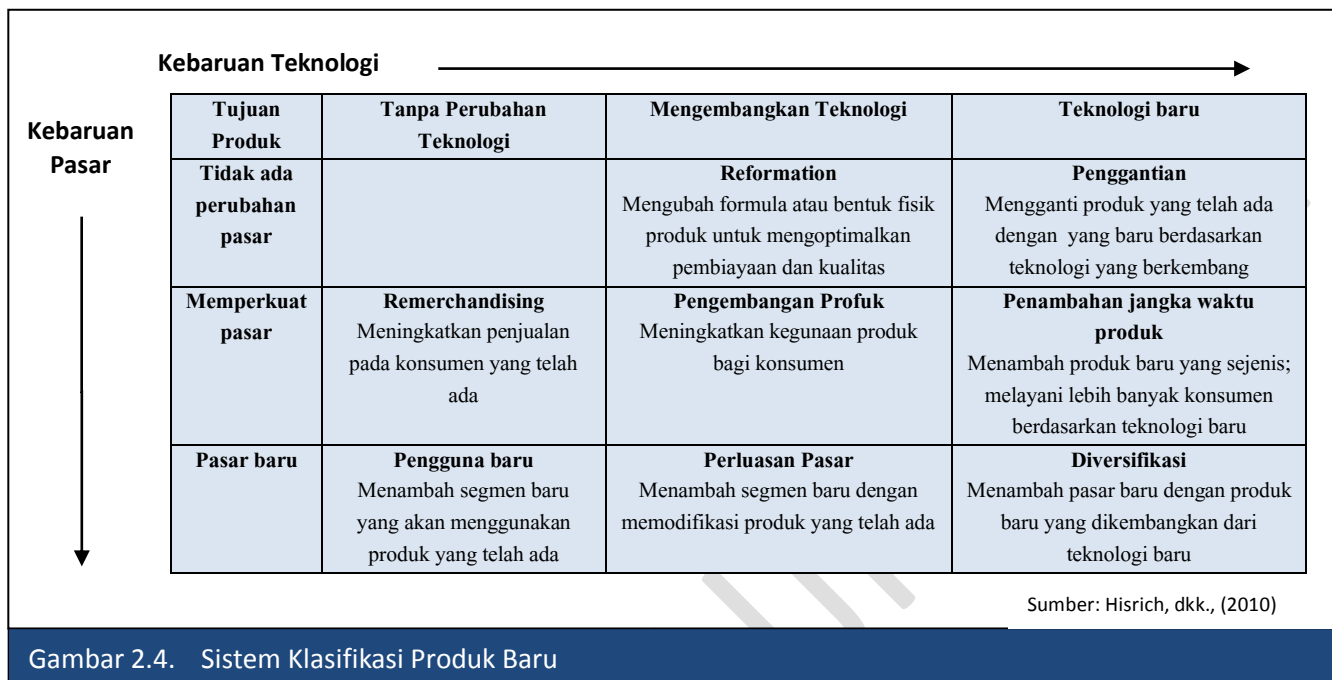 Kebaruan Teknologi
Kebaruan
Pasar
Tujuan
Produk
Tanpa Perubahan
Teknologi
Mengembangkan Teknologi
Teknologi baru
Tidak ada
perubahan
pasar
Reformation
Mengubah formula atau bentuk fisik
produk untuk mengoptimalkan
pembiayaan dan kualitas
Penggantian
Mengganti produk yang telah ada
dengan yang baru berdasarkan
teknologi yang berkembang
Memperkuat
pasar
Remerchandising
Meningkatkan penjualan
pada konsumen yang telah
ada
Pengembangan Profuk
Meningkatkan kegunaan produk
bagi konsumen
Penambahan jangka waktu
produk
Menambah produk baru yang sejenis;
melayani lebih banyak konsumen
berdasarkan teknologi baru
Pasar baru
Pengguna baru
Menambah segmen baru
yang akan menggunakan
produk yang telah ada
Perluasan Pasar
Menambah segmen baru dengan
memodifikasi produk yang telah ada
Diversifikasi
Menambah pasar baru dengan produk
baru yang dikembangkan dari
teknologi baru
Sumber: Hisrich, dkk., (2010)
Gambar 2.4. Sistem Klasifikasi Produk Baru